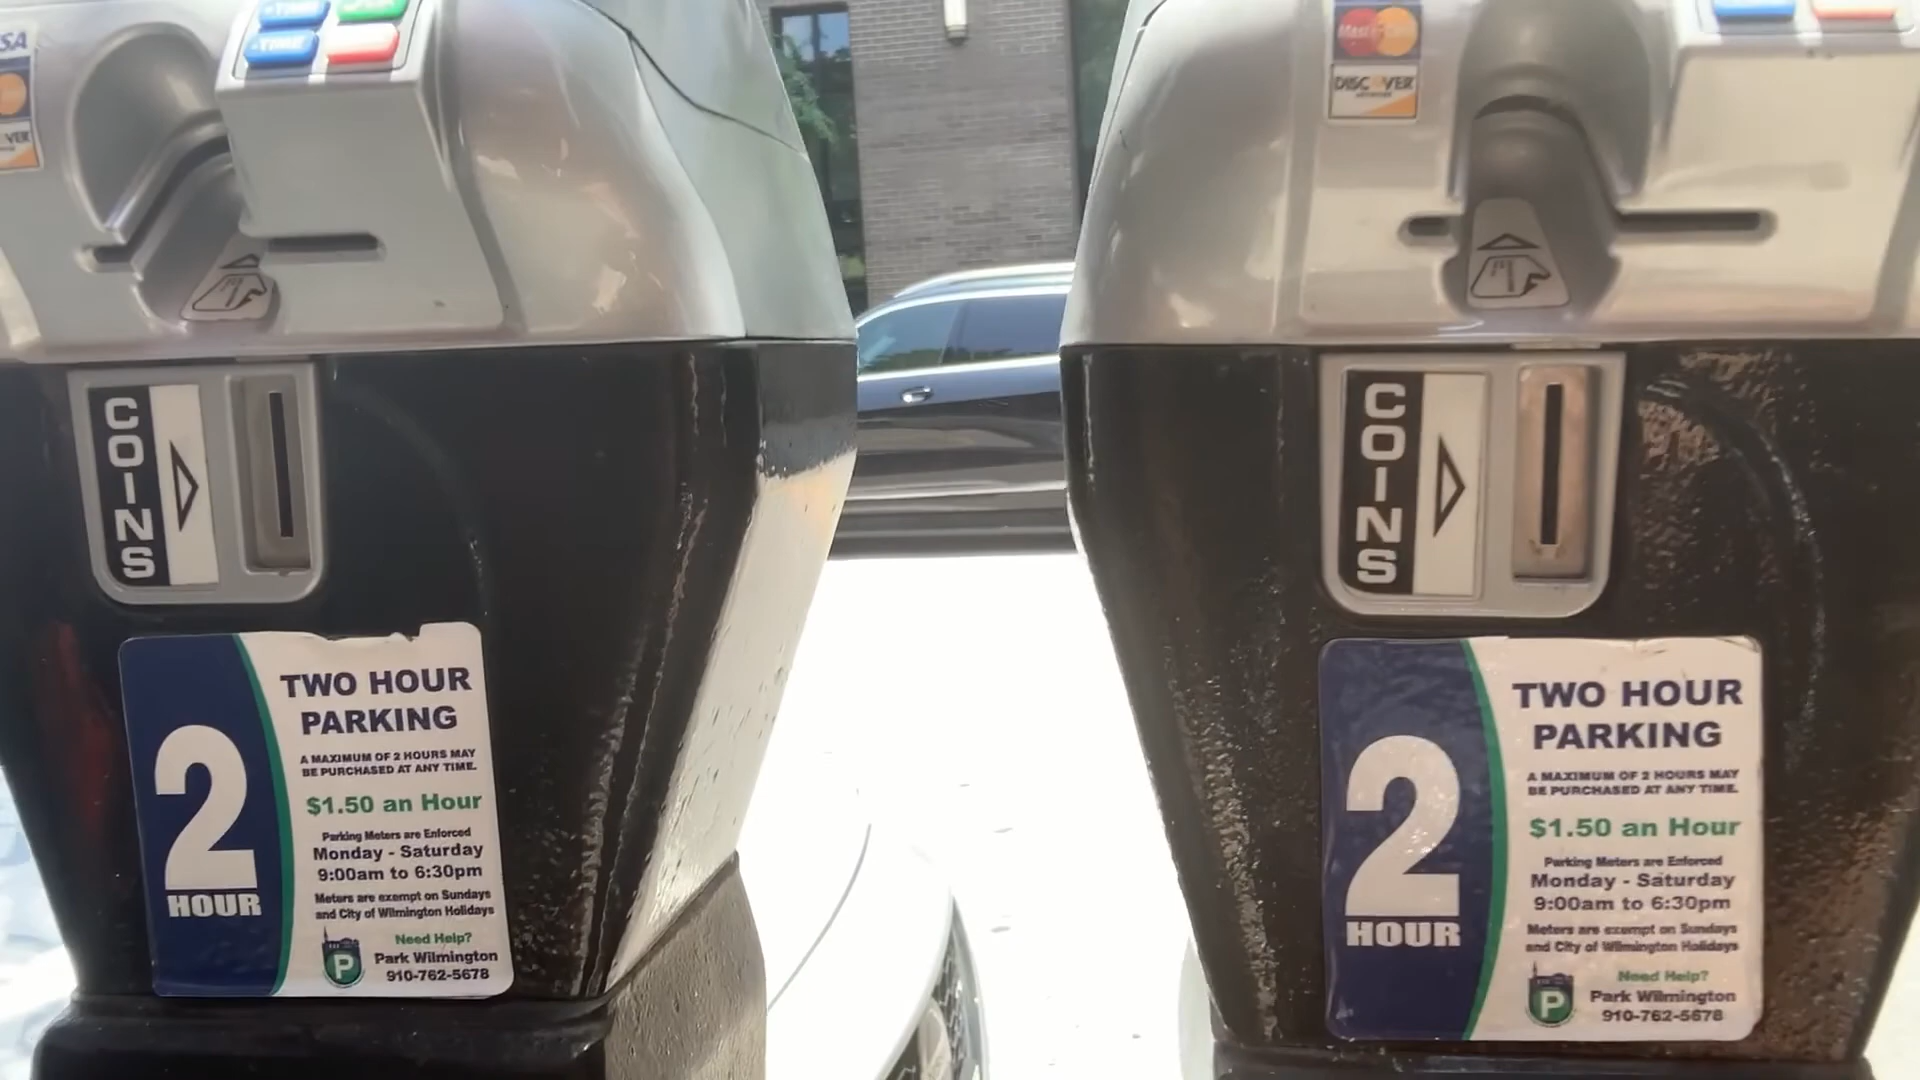 -TIME
-TIME
VISA
VER
COINS
TWO HOUR
PARKING
A MAXIMUM OF 2 HOURS MAY
BE PURCHASED AT ANY TIME.
$1.50 an Hour
Parking Meters are Enforced
Monday - Saturday
9:00am to 6:30pm
Meters are exempt on Sundays
and City of Wilmington Holidays
Need Help?
P
Park Wilmington
910-762-5678
2
HOUR
MasterCard
DISCOVER
COINS
TWO HOUR
PARKING
A MAXIMUM OF 2 HOURS MAY
BE PURCHASED AT ANY TIME.
$1.50 an Hour
Parking Meters are Enforced
Monday - Saturday
9:00am to 6:30pm
Meters are exempt on Sundays
and City of Wilmington Holidays
Need Help?
P
Park Wilmington
910-762-5678
2
HOUR